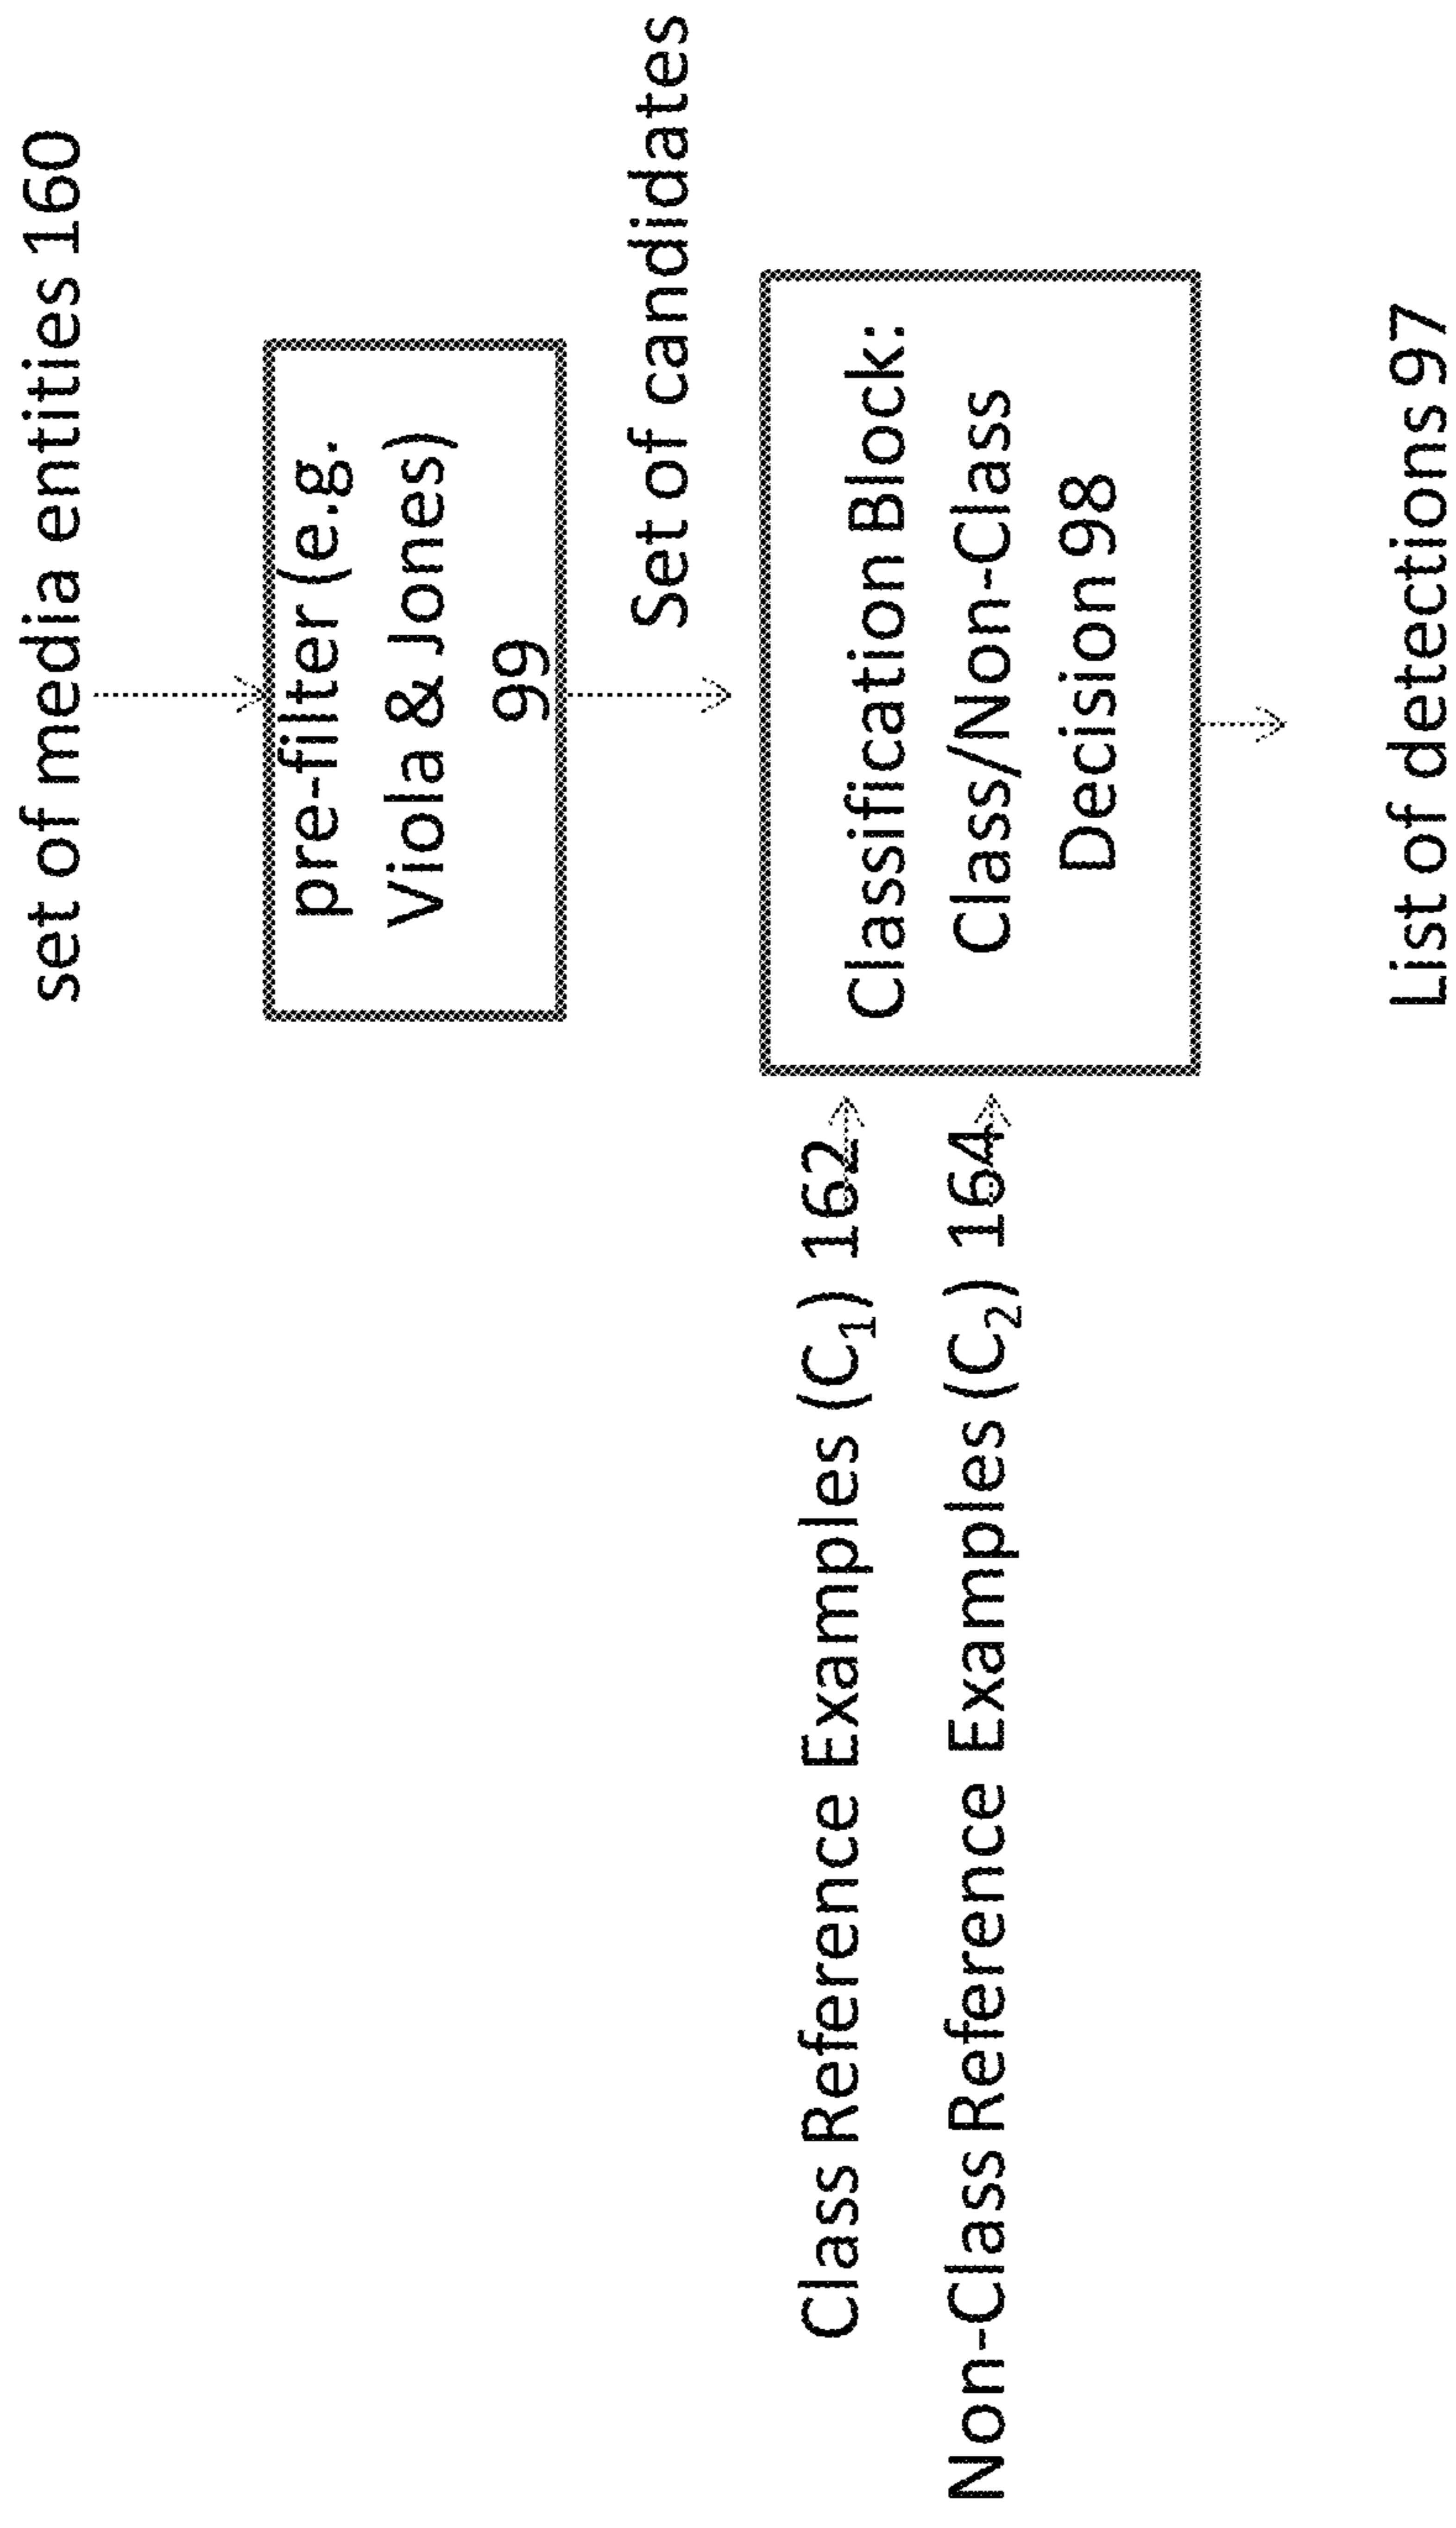 set of media entities 160
pre-filter (e.g.
Viola & Jones)
99
Set of candidates
Class Reference Examples (C₁) 162
Non-Class Reference Examples (C₂) 164
Classification Block:
Class/Non-Class
Decision 98
List of detections 97